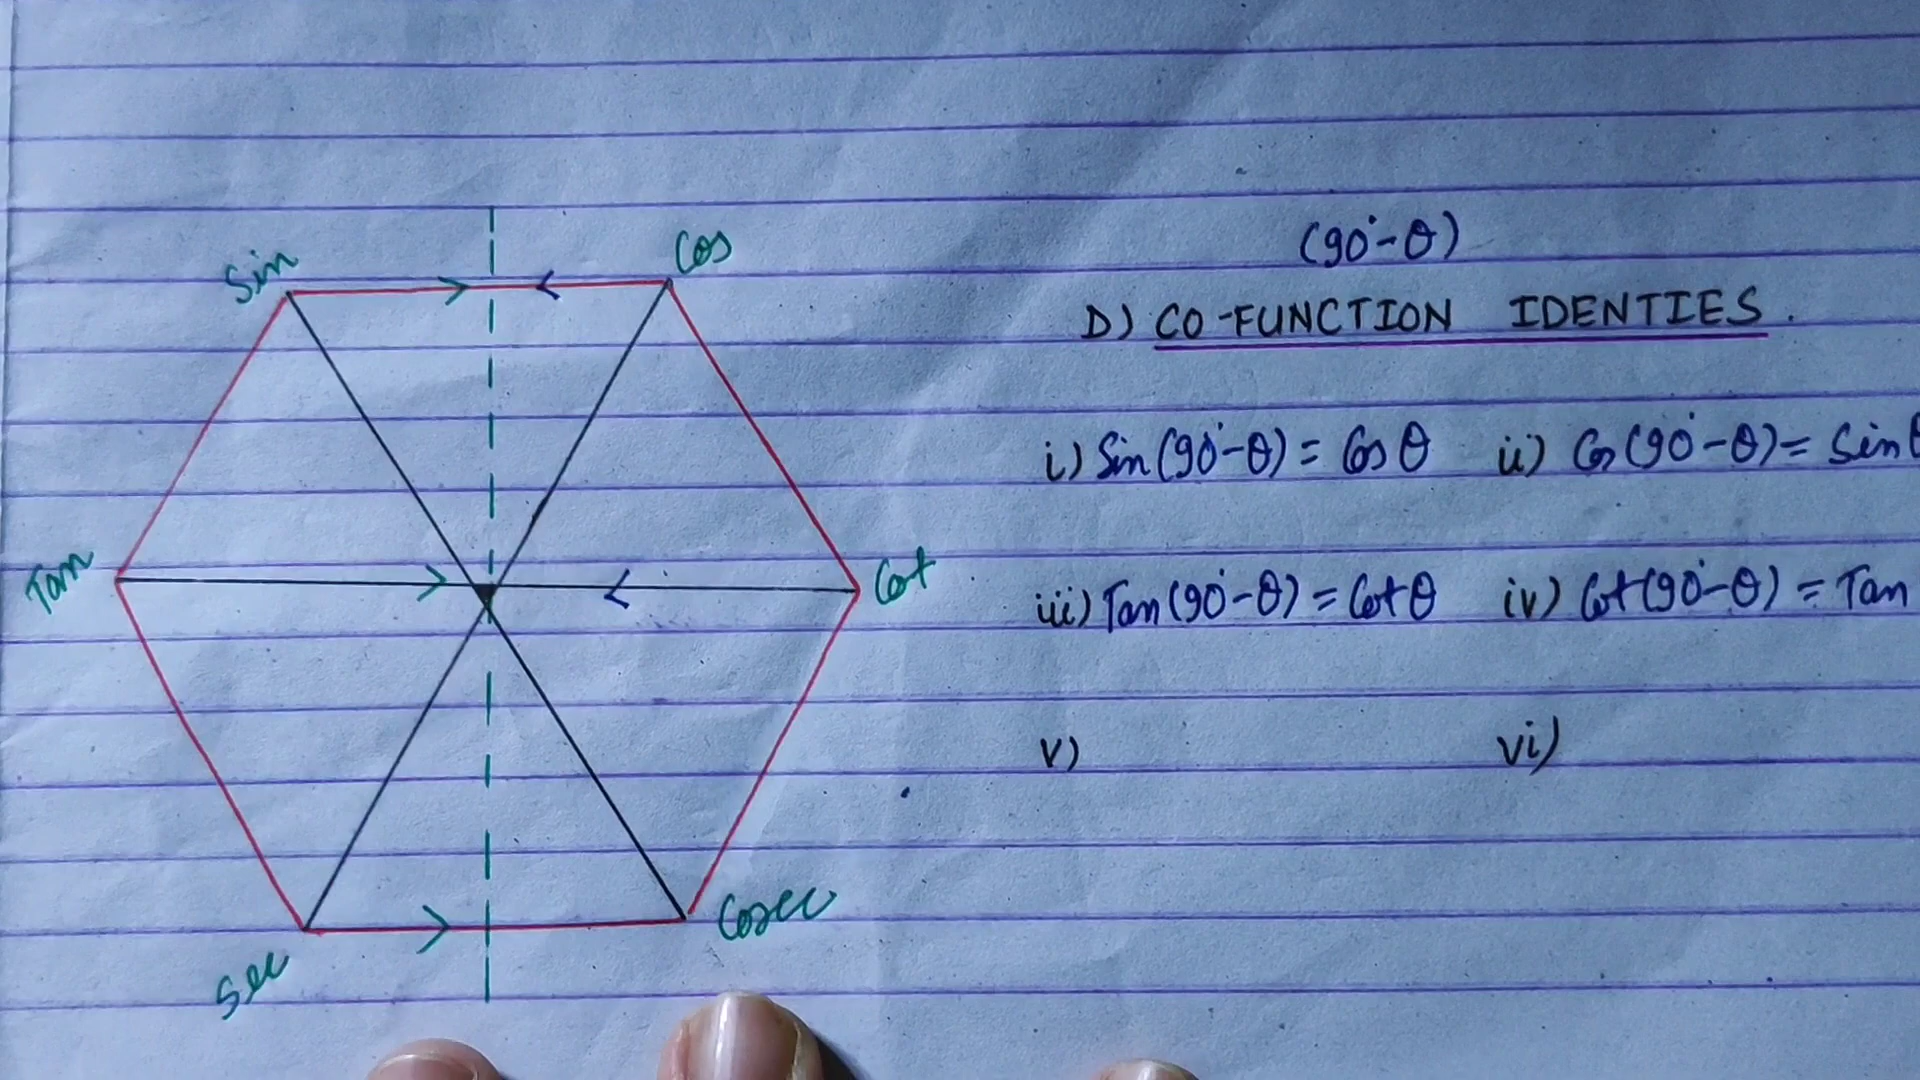 Sin
Cos
Tan
Cot
Sec
Cosec
(90°-θ)
D) CO-FUNCTION IDENTIES.
i) Sin(90°-θ) = Cos θ ii) Cos(90°-θ) = Sin θ
iii) Tan(90°-θ) = Cot θ iv) Cot(90°-θ) = Tan
v) vi)